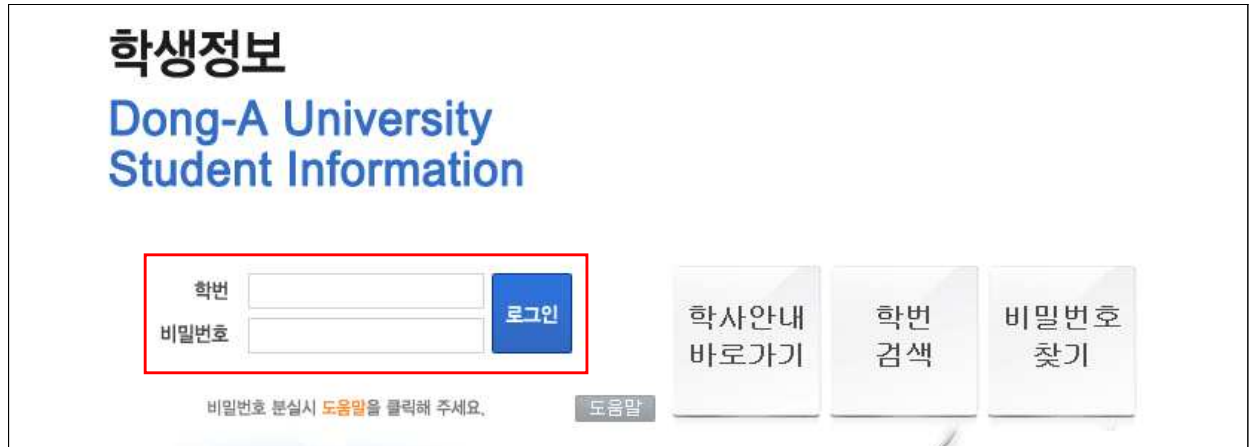 학생정보
Dong-A University
Student Information
학번
비밀번호
로그인
비밀번호 분실시 도움말을 클릭해 주세요.
도움말
학사안내
바로가기
학번
검색
비밀번호
찾기